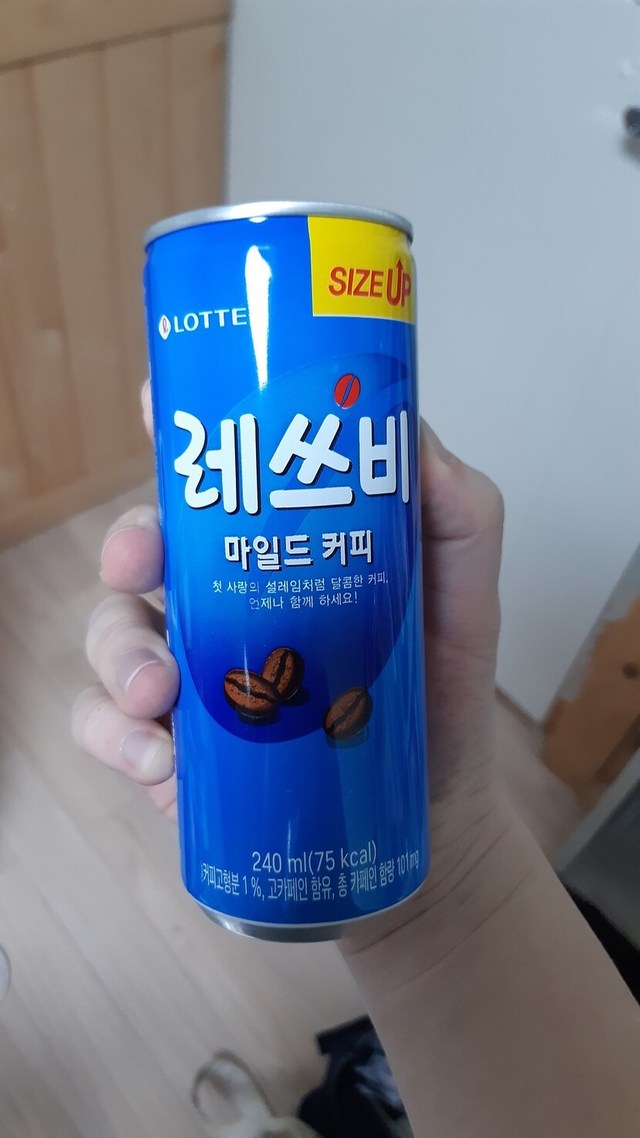 SIZE UP
LOTTE
레쓰비
마일드 커피
첫 사랑의 설레임처럼 달콤한 커피,
언제나 함께 하세요!
240 ml(75 kcal)
커피고형분 1 %, 고카페인 함유, 총 카페인 함량 101mg